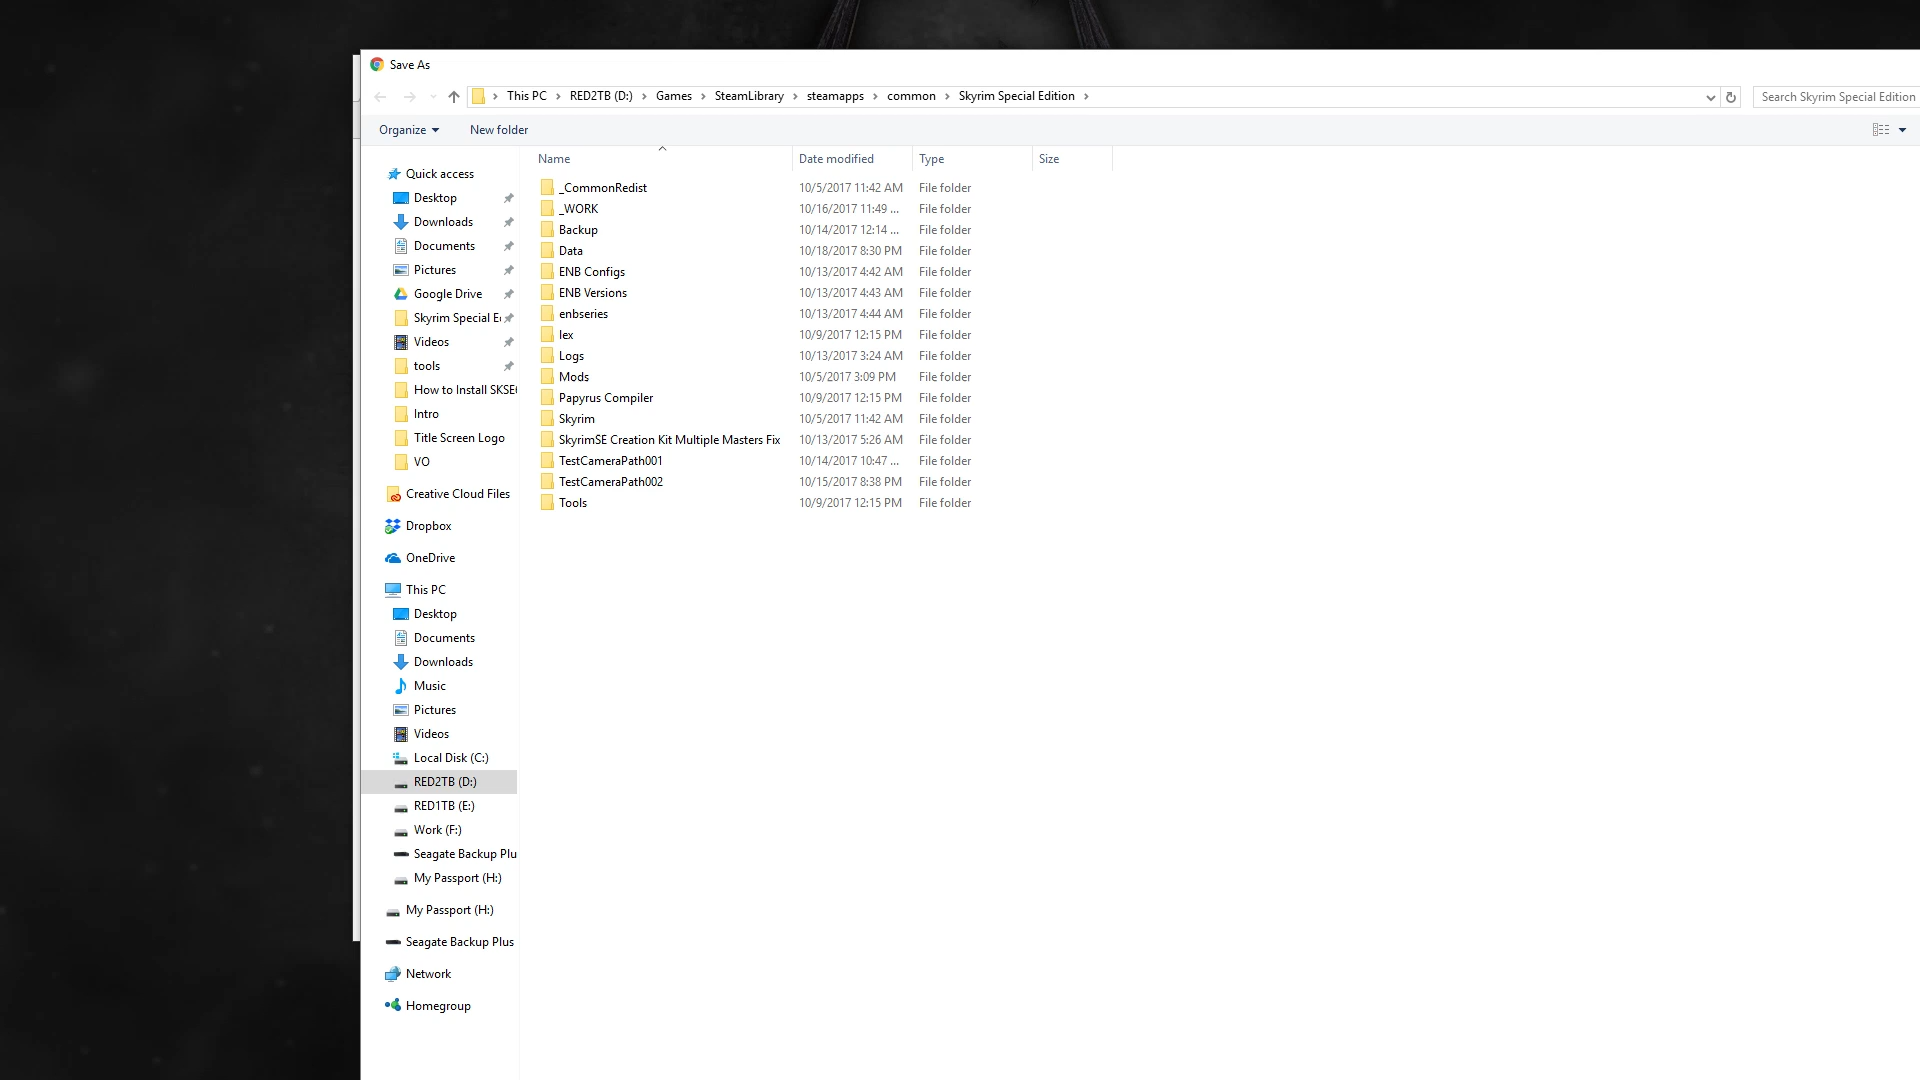 Save As
This PC > RED2TB (D:) > Games > SteamLibrary > steamapps > common > Skyrim Special Edition >
Search Skyrim Special Edition
Organize
New folder
Name
Date modified
Type
Size
Quick access
Desktop
Downloads
Documents
Pictures
Google Drive
Skyrim Special E
Videos
tools
How to Install SKSE
Intro
Title Screen Logo
VO
Creative Cloud Files
Dropbox
OneDrive
This PC
Desktop
Documents
Downloads
Music
Pictures
Videos
Local Disk (C:)
RED2TB (D:)
RED1TB (E:)
Work (F:)
Seagate Backup Plu
My Passport (H:)
My Passport (H:)
Seagate Backup Plus
Network
Homegroup
_CommonRedist 10/5/2017 11:42 AM File folder
_WORK 10/16/2017 11:49 ... File folder
Backup 10/14/2017 12:14 ... File folder
Data 10/18/2017 8:30 PM File folder
ENB Configs 10/13/2017 4:42 AM File folder
ENB Versions 10/13/2017 4:43 AM File folder
enbseries 10/13/2017 4:44 AM File folder
lex 10/9/2017 12:15 PM File folder
Logs 10/13/2017 3:24 AM File folder
Mods 10/5/2017 3:09 PM File folder
Papyrus Compiler 10/9/2017 12:15 PM File folder
Skyrim 10/5/2017 11:42 AM File folder
SkyrimSE Creation Kit Multiple Masters Fix 10/13/2017 5:26 AM File folder
TestCameraPath001 10/14/2017 10:47 ... File folder
TestCameraPath002 10/15/2017 8:38 PM File folder
Tools 10/9/2017 12:15 PM File folder